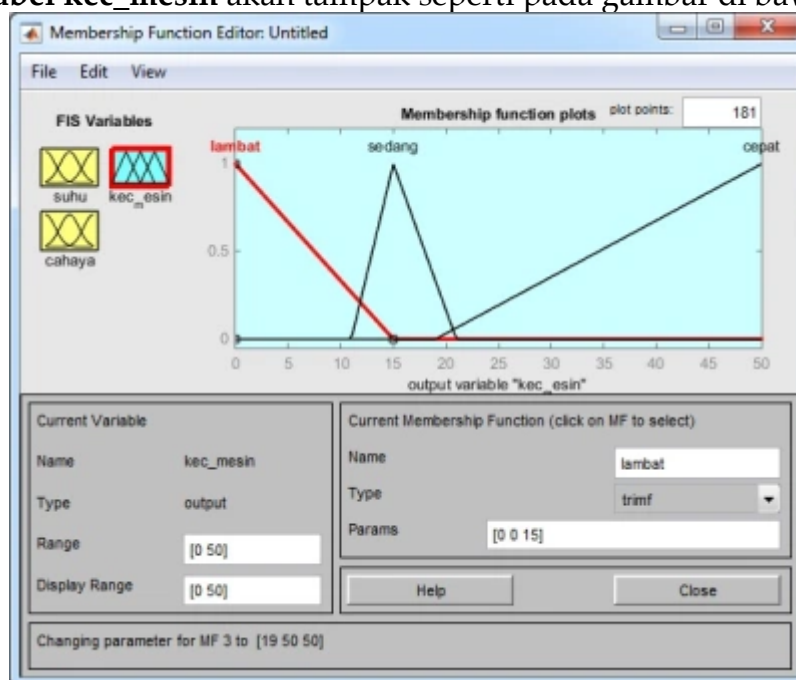 kec_mesin akan tampak seperti pada gambar di
Membership Function Editor: Untitled
File Edit View
FIS Variables
suhu
kec_mesin
cahaya
Membership function plots
plot points:
181
lambat
sedang
cepat
1
0.5
0
0 5 10 15 20 25 30 35 40 45 50
output variable "kec_mesin"
Current Variable
Name kec_mesin
Type output
Range [0 50]
Display Range [0 50]
Current Membership Function (click on MF to select)
Name lambat
Type trimf
Params [0 0 15]
Help Close
Changing parameter for MF 3 to [19 50 50]